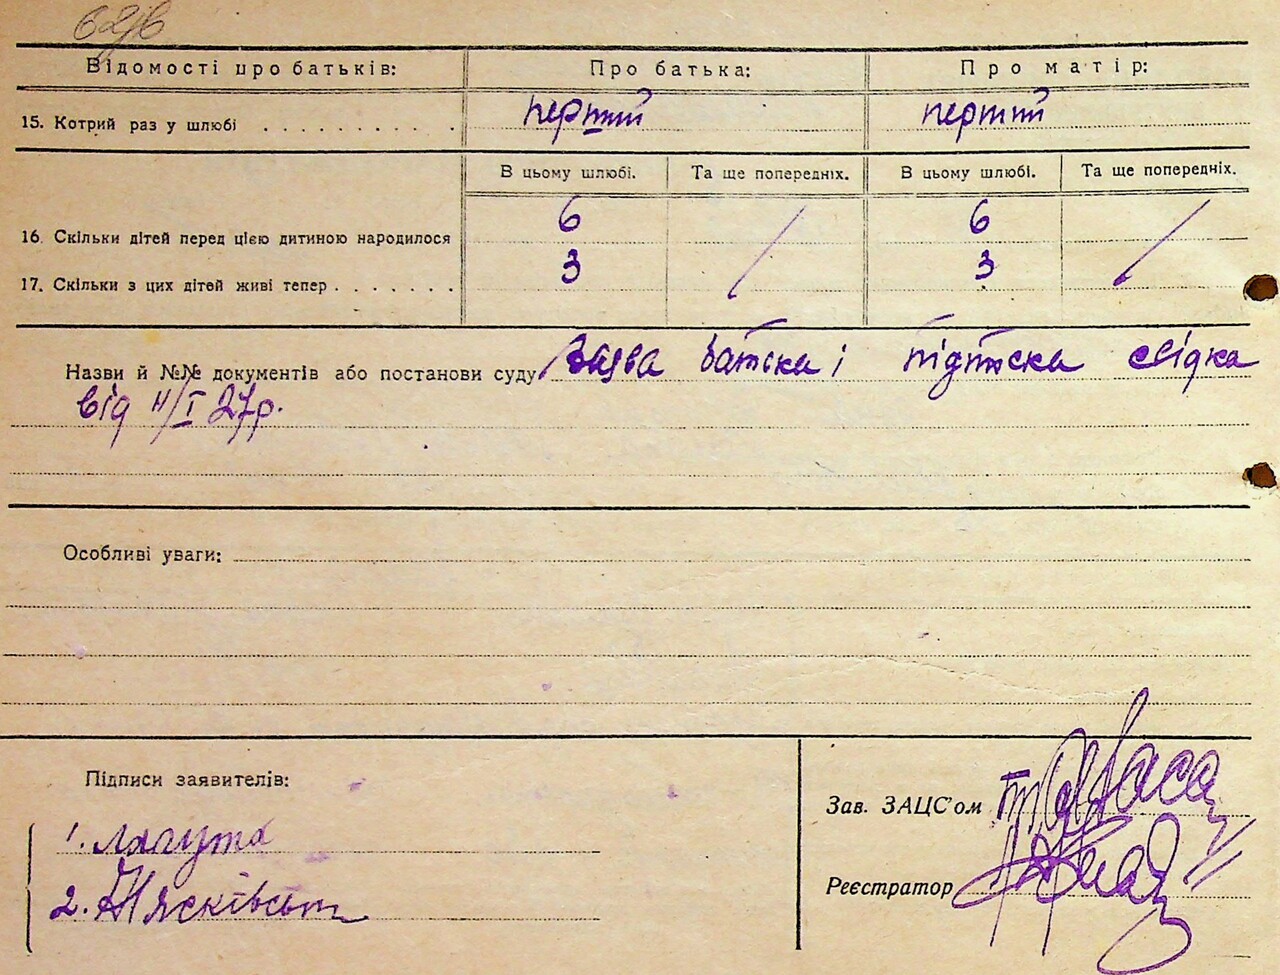 Відомості про батьків: Про батька: Про матір:
15. Котрий раз у шлюбі . . . . . . . . . . . перший перший
В цьому шлюбі. Та ще попередніх. В цьому шлюбі. Та ще попередніх.
16. Скільки дітей перед цією дитиною народилося 6 / 6 /
17. Скільки з цих дітей живі тепер . . . . . . . 3 3
Назви й №№ документів або постанови суду Заява батька і підписка свідка
від 11/I 27р.
Особливі уваги:
Підписи заявителів:
1. Лягута
2.
Зав. ЗАЦС'ом
Реєстратор